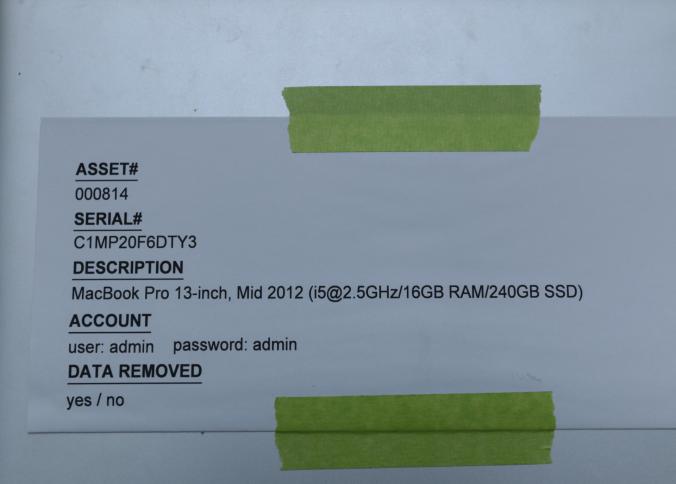 ASSET#
000814
SERIAL#
C1MP20F6DTY3
DESCRIPTION
MacBook Pro 13-inch, Mid 2012 (i5@2.5GHz/16GB RAM/240GB SSD)
ACCOUNT
user: admin password: admin
DATA REMOVED
yes / no